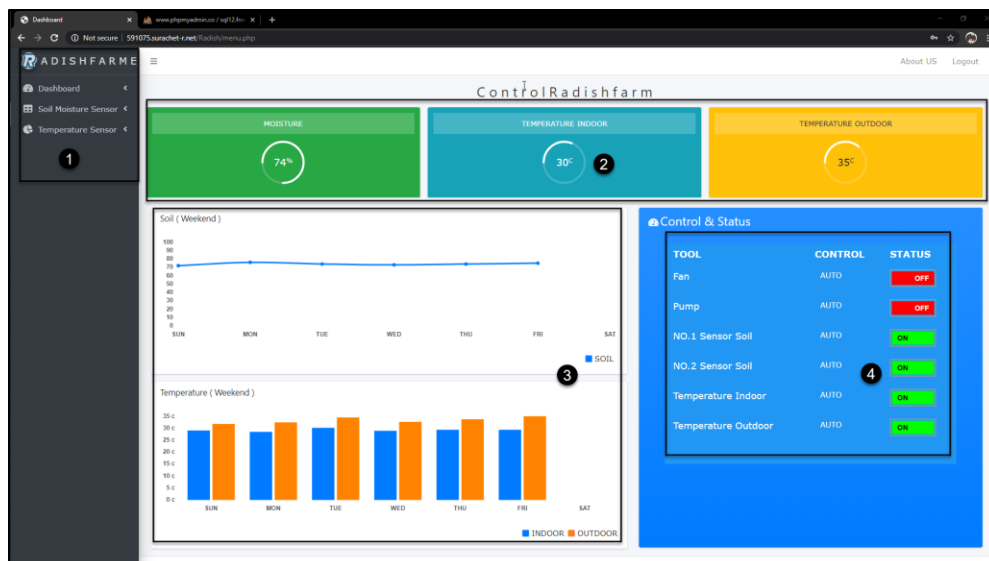 Dashboard
www.phpmyadmin.co / sql12.fre
Not secure | 591075.surachet-r.net/Radish/menu.php
RADISHFARME
About US Logout
Dashboard
Soil Moisture Sensor
Temperature Sensor
1
ControlRadishfarm
MOISTURE
74%
TEMPERATURE INDOOR
30c
2
TEMPERATURE OUTDOOR
35c
Soil ( Weekend )
100
90
80
70
60
50
40
30
20
10
0
SUN MON TUE WED THU FRI SAT
SOIL
3
Temperature ( Weekend )
35 c
30 c
25 c
20 c
15 c
10 c
5 c
0 c
SUN MON TUE WED THU FRI SAT
INDOOR OUTDOOR
Control & Status
TOOL CONTROL STATUS
Fan AUTO OFF
Pump AUTO OFF
NO.1 Sensor Soil AUTO ON
NO.2 Sensor Soil AUTO ON
4
Temperature Indoor AUTO ON
Temperature Outdoor AUTO ON